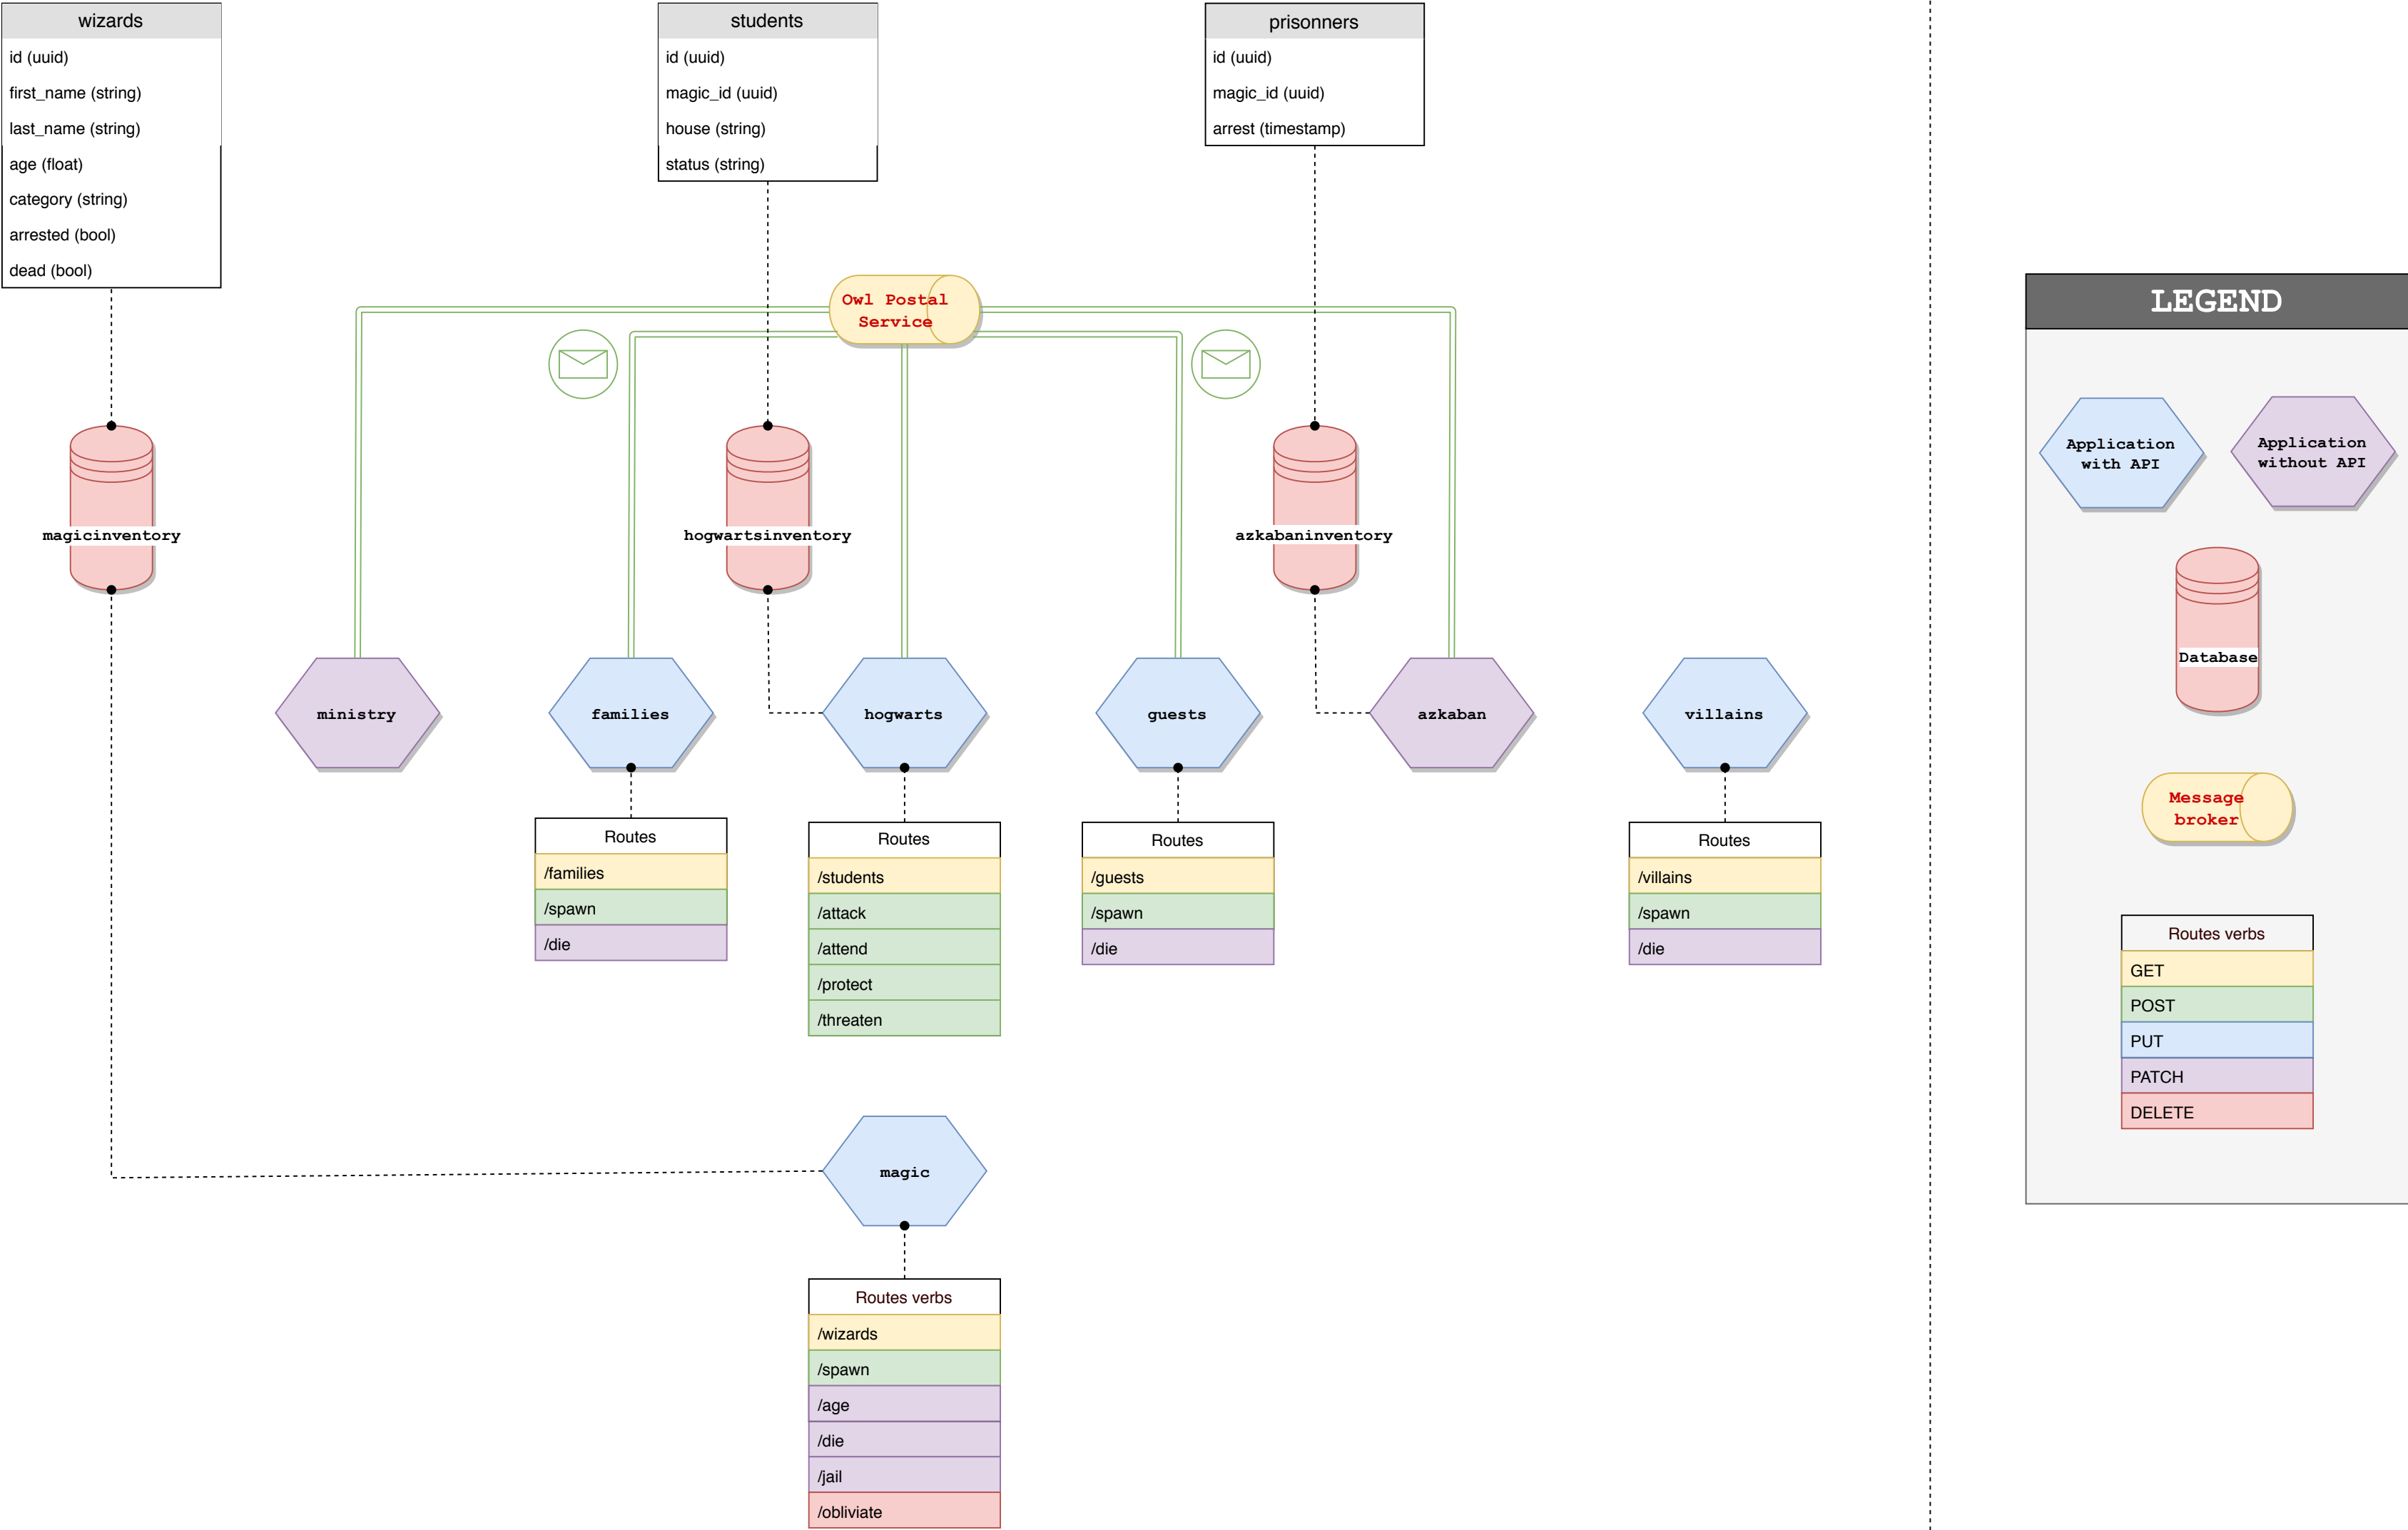 wizards
id (uuid)
first_name (string)
last_name (string)
age (float)
category (string)
arrested (bool)
dead (bool)
students
id (uuid)
magic_id (uuid)
house (string)
status (string)
prisonners
id (uuid)
magic_id (uuid)
arrest (timestamp)
Owl Postal
Service
magicinventory
hogwartsinventory
azkabaninventory
ministry
families
hogwarts
guests
azkaban
villains
Routes
/families
/spawn
/die
Routes
/students
/attack
/attend
/protect
/threaten
Routes
/guests
/spawn
/die
Routes
/villains
/spawn
/die
magic
Routes verbs
/wizards
/spawn
/age
/die
/jail
/obliviate
LEGEND
Application
with API
Application
without API
Database
Message
broker
Routes verbs
GET
POST
PUT
PATCH
DELETE